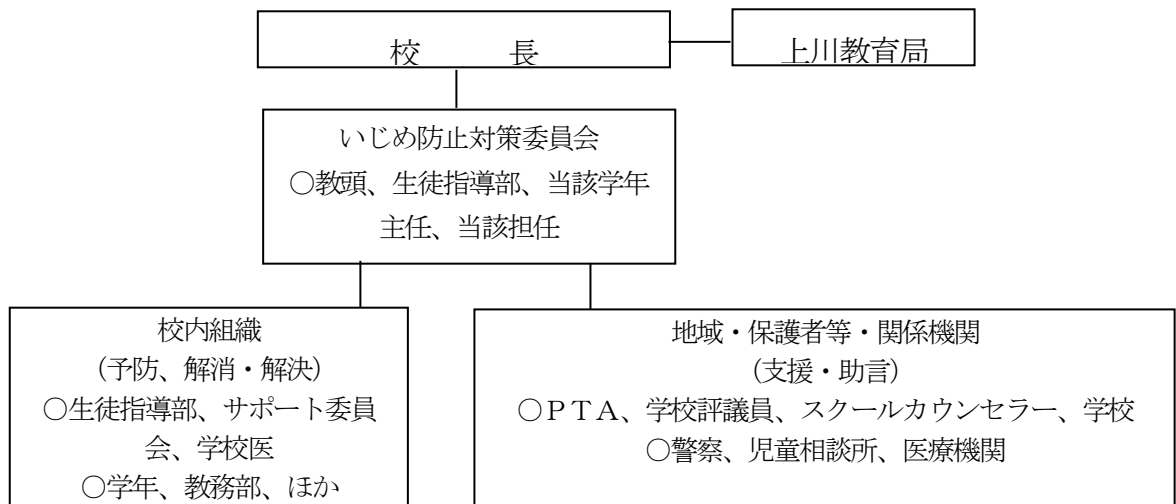 校　　長
上川教育局
いじめ防止対策委員会
○教頭、生徒指導部、当該学年
主任、当該担任
校内組織
（予防、解消・解決）
○生徒指導部、サポート委員
会、学校医
○学年、教務部、ほか
地域・保護者等・関係機関
（支援・助言）
○ＰＴＡ、学校評議員、スクールカウンセラー、学校
○警察、児童相談所、医療機関